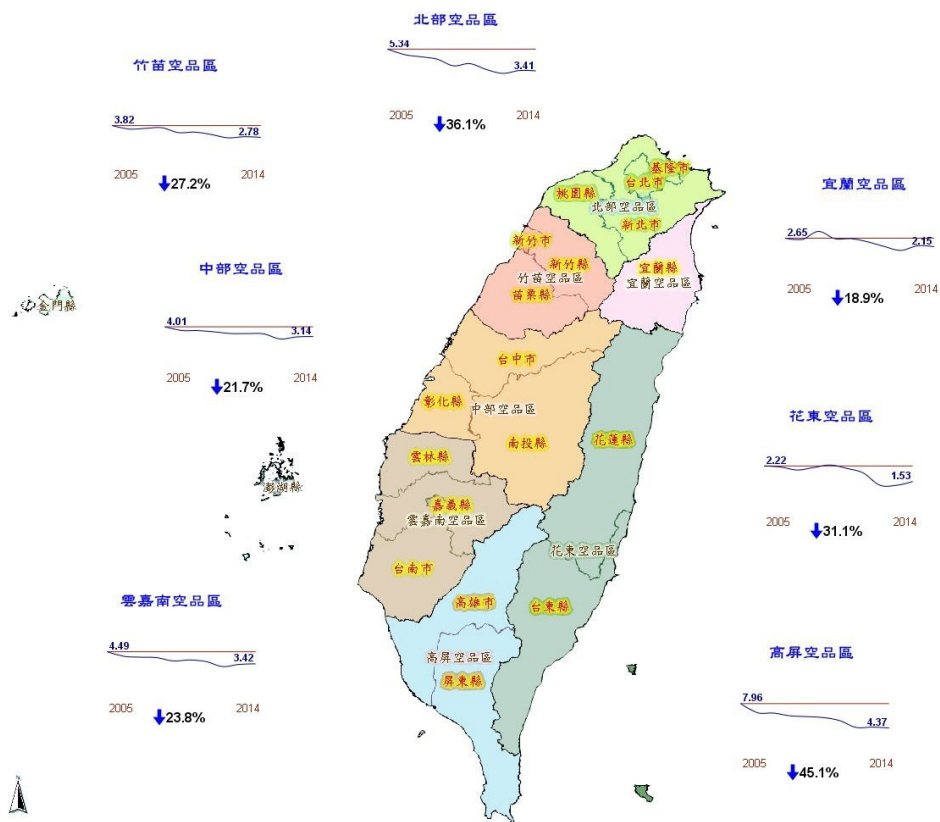 北部空品區
5.34
3.41
2005
2014
36.1%
竹苗空品區
3.82
2.78
2005
2014
27.2%
宜蘭空品區
2.65
2.15
2005
2014
18.9%
中部空品區
4.01
3.14
2005
2014
21.7%
花東空品區
2.22
1.53
2005
2014
31.1%
雲嘉南空品區
4.49
3.42
2005
2014
23.8%
高屏空品區
7.96
4.37
2005
2014
45.1%
基隆市
台北市
桃園縣
北部空品區
新北市
新竹市
新竹縣
竹苗空品區
苗栗縣
宜蘭縣
宜蘭空品區
金門縣
台中市
彰化縣
中部空品區
南投縣
花蓮縣
雲林縣
澎湖縣
嘉義縣
雲嘉南空品區
台南市
花東空品區
高雄市
台東縣
高屏空品區
屏東縣
N